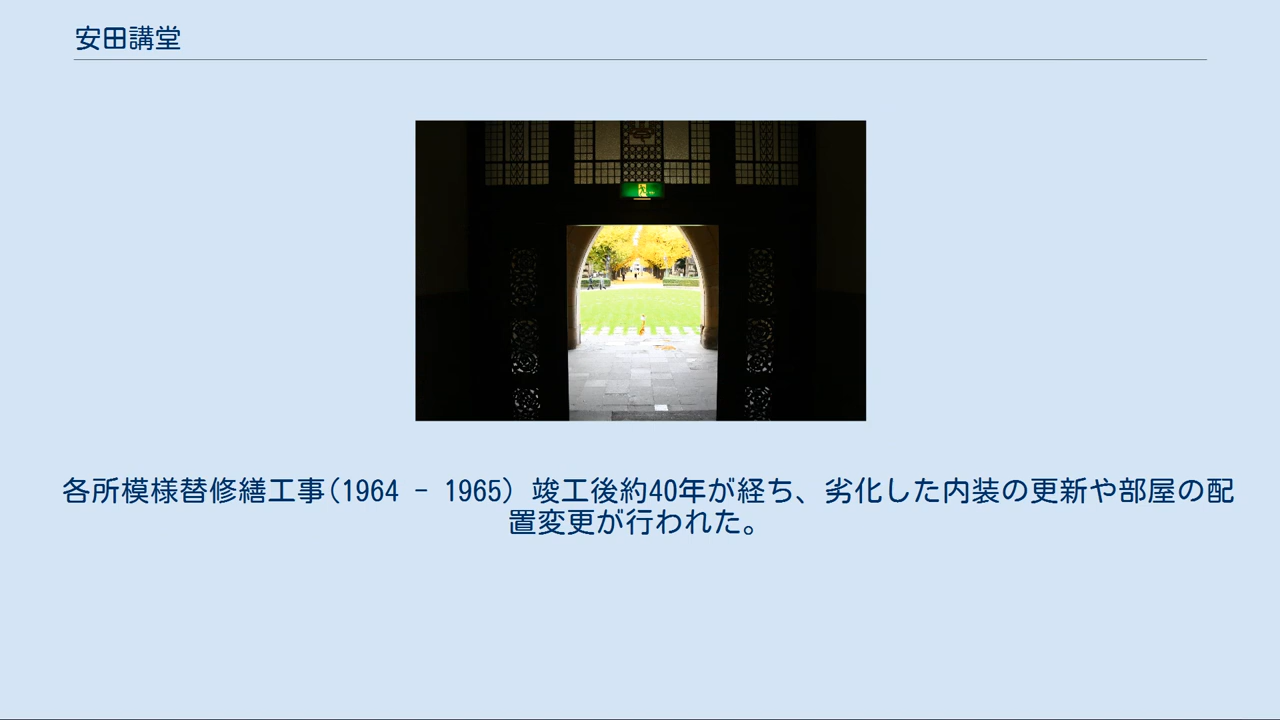 安田講堂
各所模様替修繕工事(1964 - 1965) 竣工後約40年が経ち、劣化した内装の更新や部屋の配
置変更が行われた。